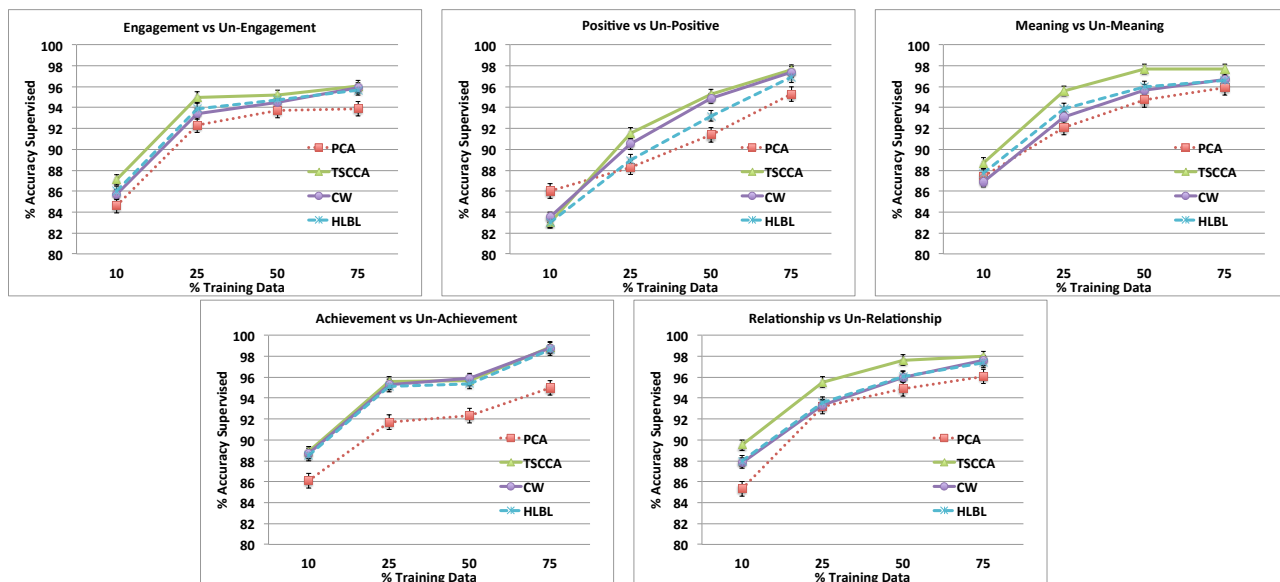 Engagement vs Un-Engagement
% Accuracy Supervised
100
98
96
94
92
90
88
86
84
82
80
PCA
TSCCA
CW
HLBL
10 25 50 75
% Training Data
Positive vs Un-Positive
% Accuracy Supervised
100
98
96
94
92
90
88
86
84
82
80
PCA
TSCCA
CW
HLBL
10 25 50 75
% Training Data
Meaning vs Un-Meaning
% Accuracy Supervised
100
98
96
94
92
90
88
86
84
82
80
PCA
TSCCA
CW
HLBL
10 25 50 75
% Training Data
Achievement vs Un-Achievement
% Accuracy Supervised
100
98
96
94
92
90
88
86
84
82
80
PCA
TSCCA
CW
HLBL
10 25 50 75
% Training Data
Relationship vs Un-Relationship
% Accuracy Supervised
100
98
96
94
92
90
88
86
84
82
80
PCA
TSCCA
CW
HLBL
10 25 50 75
% Training Data